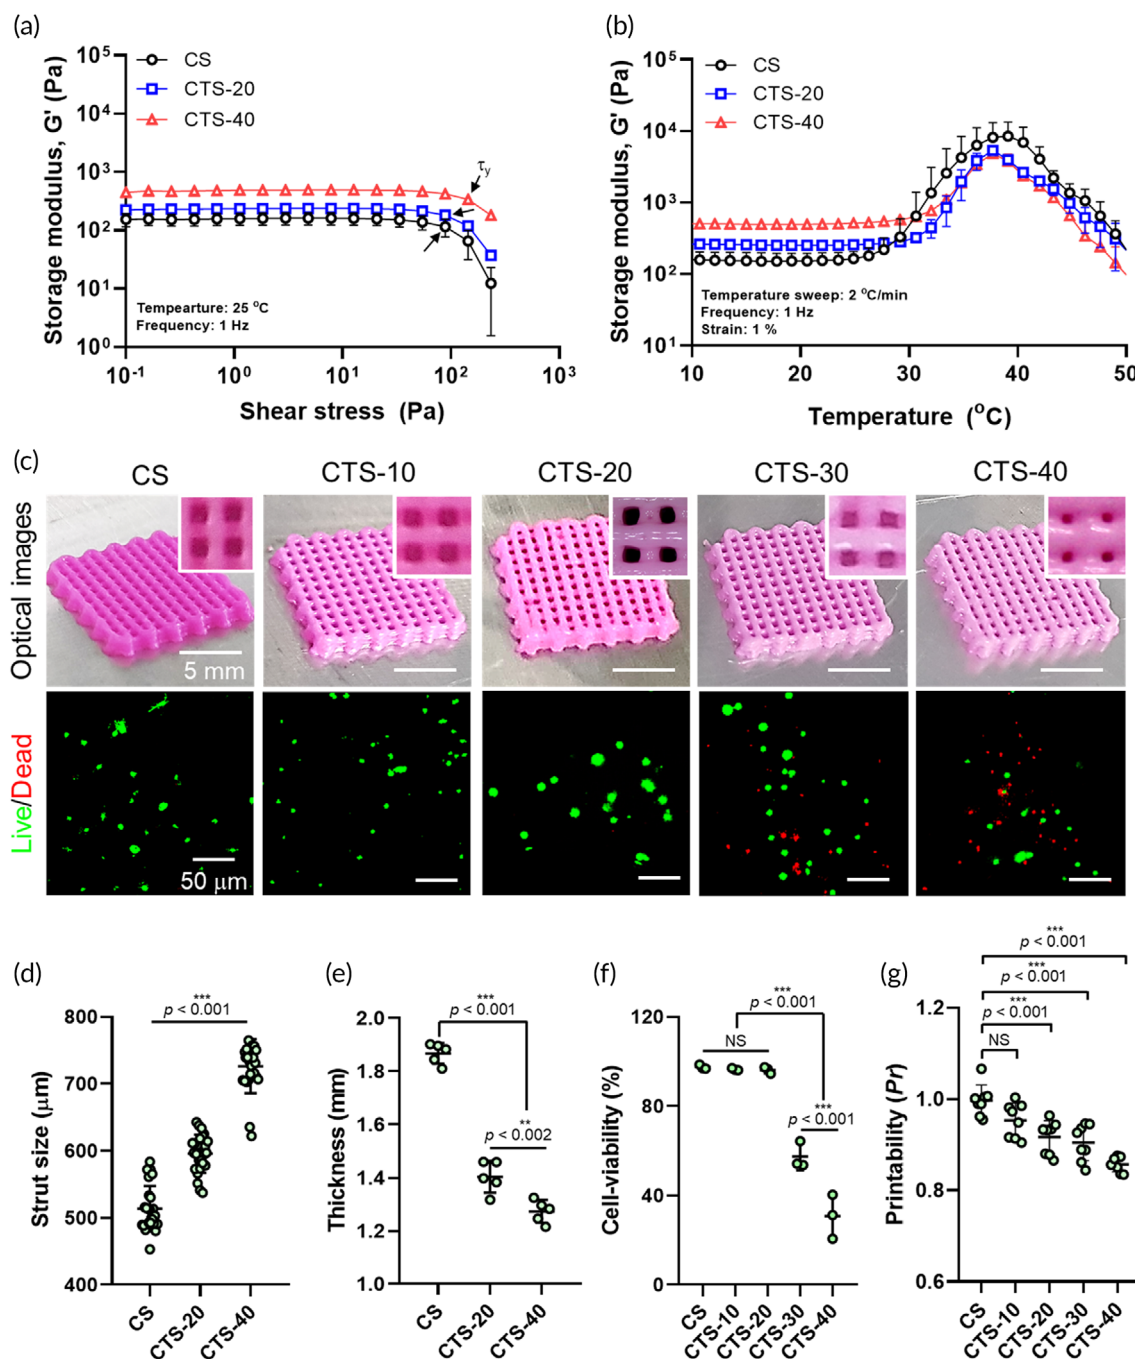 (a)
Storage modulus, G' (Pa)
10⁵
10⁴
10³
10²
10¹
10⁰
CS
CTS-20
CTS-40
τy
Tempearture: 25 °C
Frequency: 1 Hz
10⁻¹
10⁰
10¹
10²
10³
Shear stress (Pa)
(b)
Storage modulus, G' (Pa)
10⁵
10⁴
10³
10²
10¹
CS
CTS-20
CTS-40
Temperature sweep: 2 °C/min
Frequency: 1 Hz
Strain: 1 %
10
20
30
40
50
Temperature (°C)
(c)
CS
CTS-10
CTS-20
CTS-30
CTS-40
Optical images
5 mm
Live/Dead
50 μm
(d)
Strut size (μm)
800
700
600
500
400
***
p < 0.001
CS
CTS-20
CTS-40
(e)
Thickness (mm)
2.0
1.8
1.6
1.4
1.2
1.0
***
p < 0.001
**
p < 0.002
CS
CTS-20
CTS-40
(f)
Cell-viability (%)
120
80
40
0
***
p < 0.001
NS
***
p < 0.001
CS
CTS-10
CTS-20
CTS-30
CTS-40
(g)
Printability (Pr)
1.2
1.0
0.8
0.6
***
p < 0.001
***
p < 0.001
***
p < 0.001
NS
CS
CTS-10
CTS-20
CTS-30
CTS-40